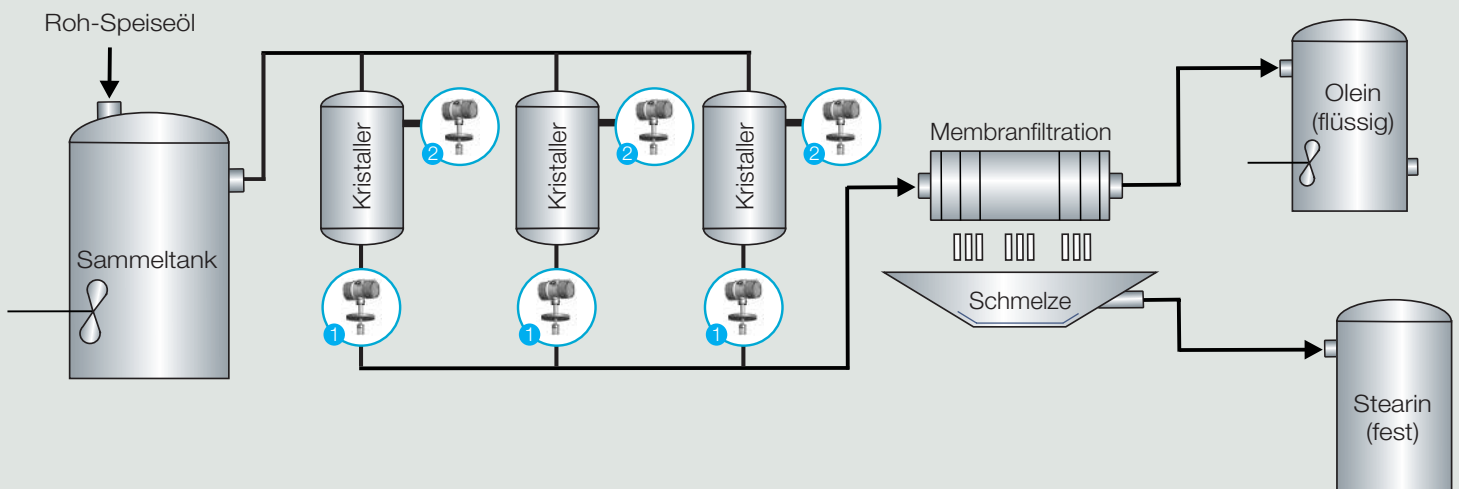 Roh-Speiseöl
Sammeltank
Kristaller
2
1
Kristaller
2
1
Kristaller
2
1
Membranfiltration
Schmelze
Olein
(flüssig)
Stearin
(fest)